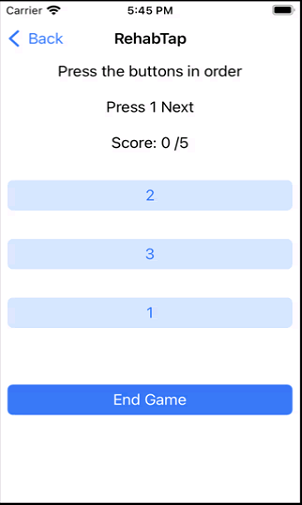 Carrier 5:45 PM
Back RehabTap
Press the buttons in order
Press 1 Next
Score: 0 /5
2
3
1
End Game